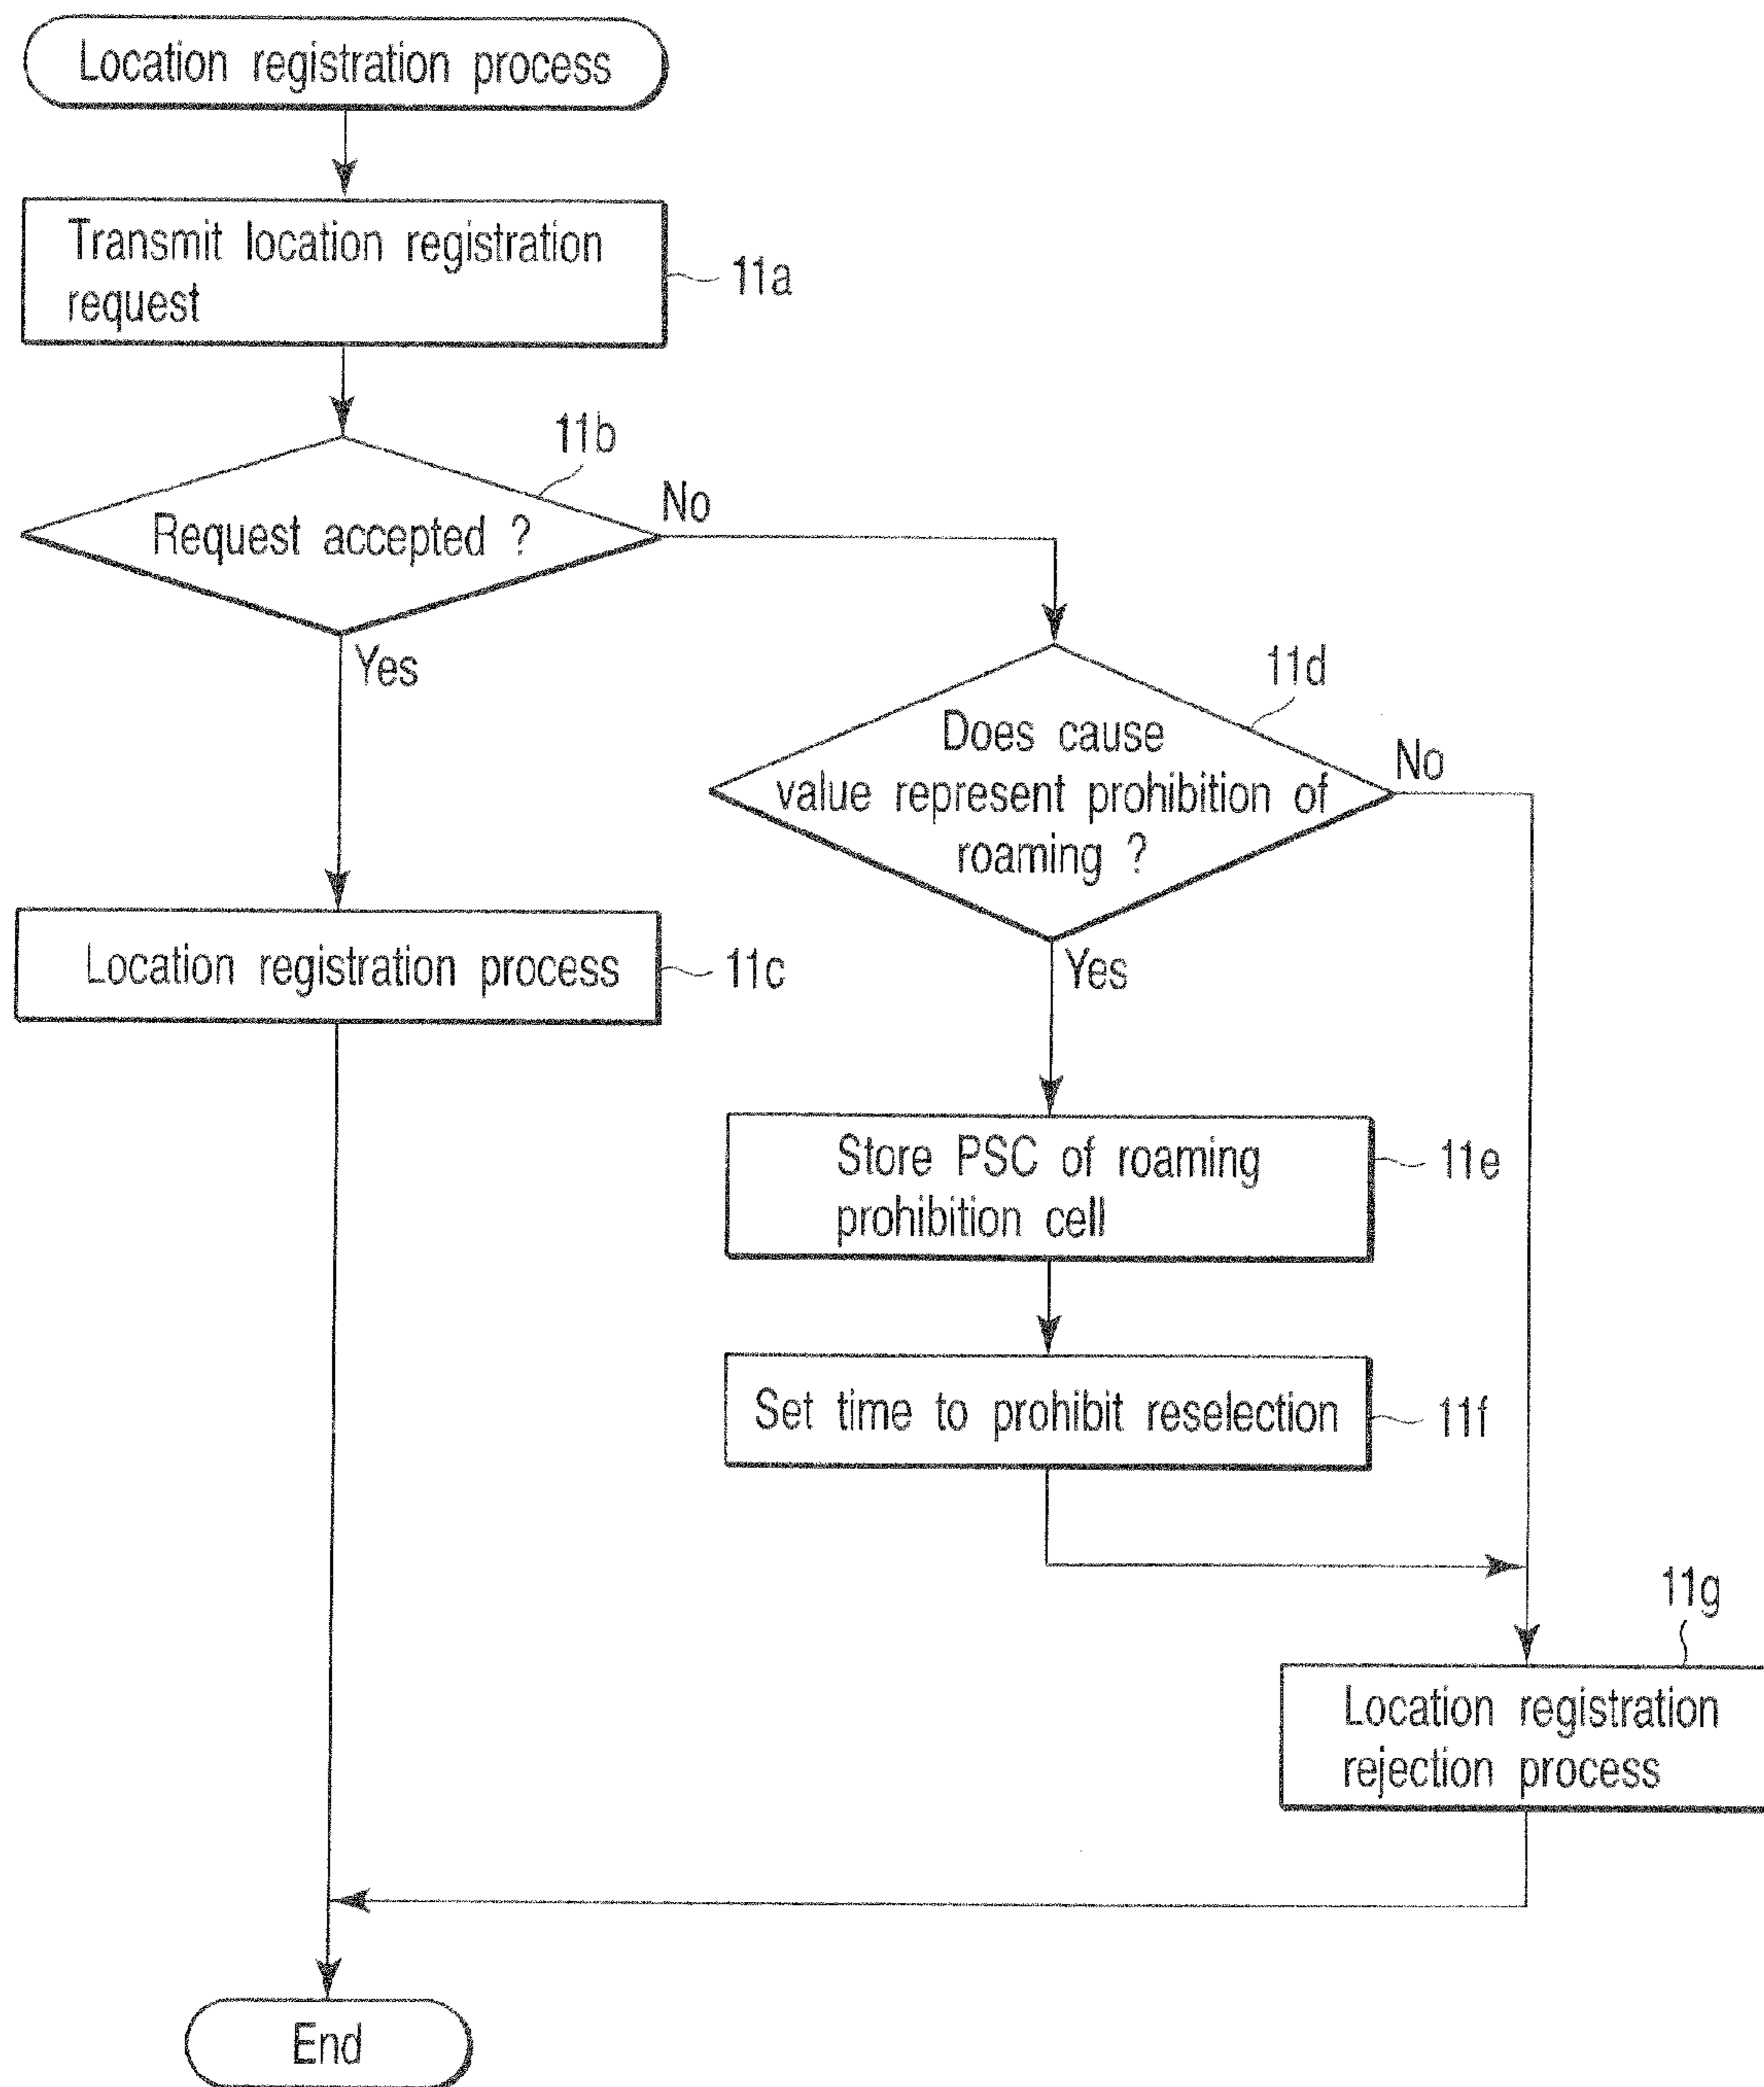 Location registration process
Transmit location registration
request
11a
11b
Request accepted ?
No
Yes
11d
Does cause
value represent prohibition of
roaming ?
No
Yes
Location registration process
11c
Store PSC of roaming
prohibition cell
11e
Set time to prohibit reselection
11f
11g
Location registration
rejection process
End